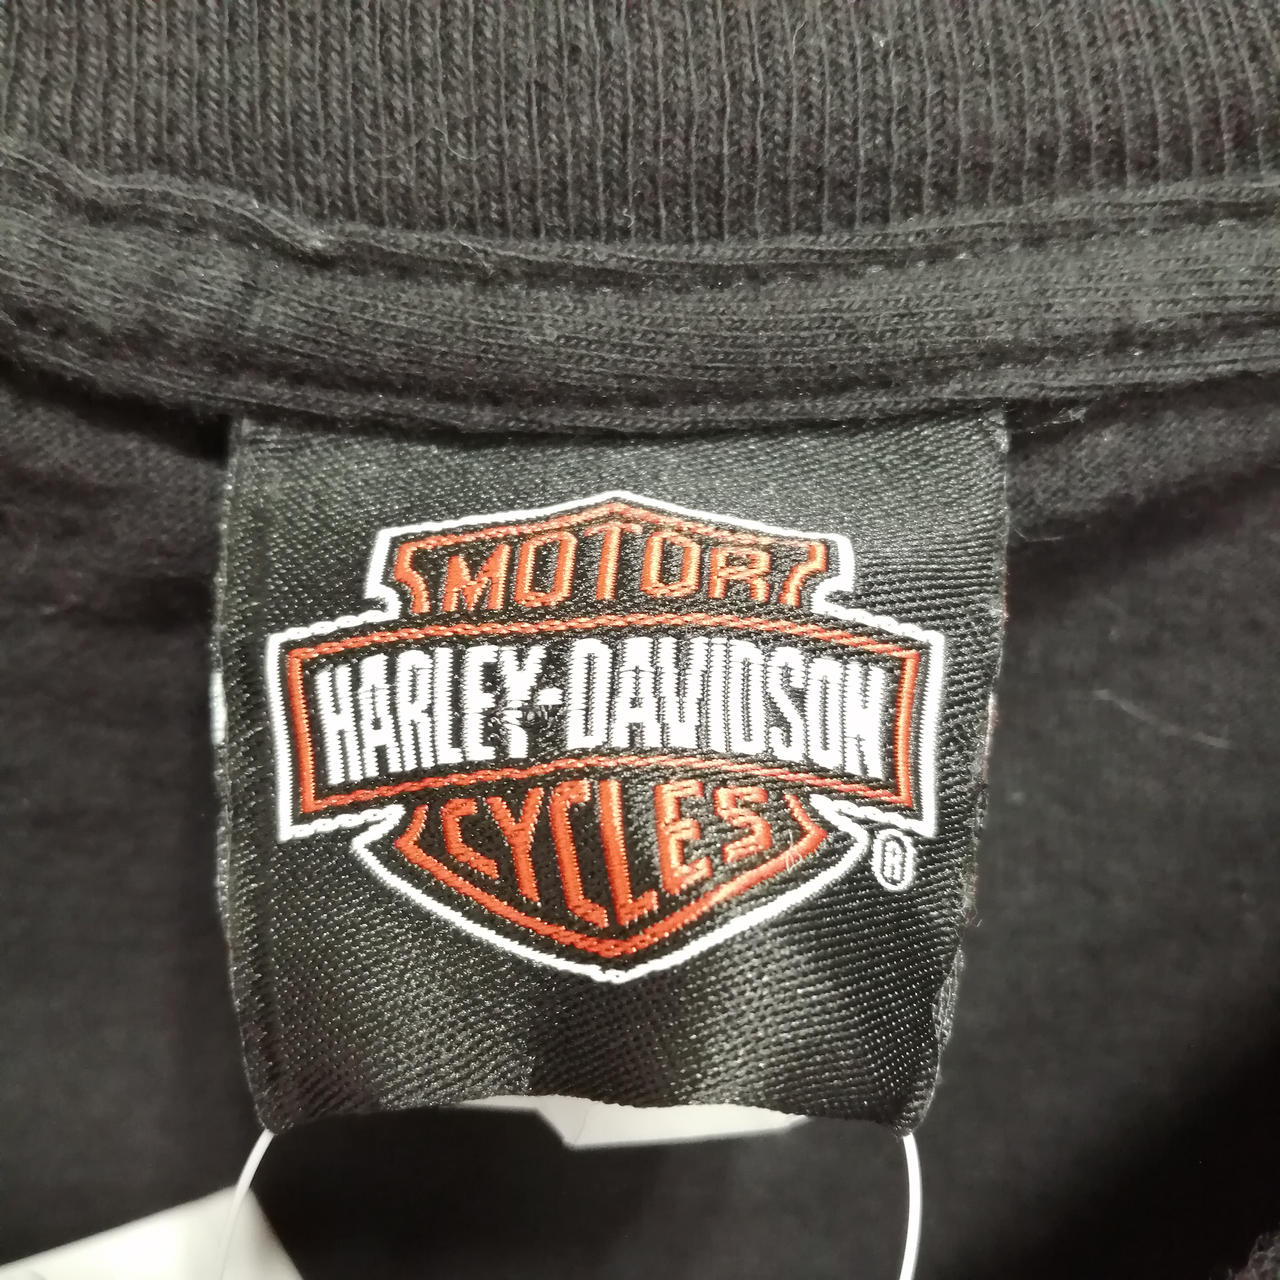 MOTOR
HARLEY-DAVIDSON
CYCLES
®